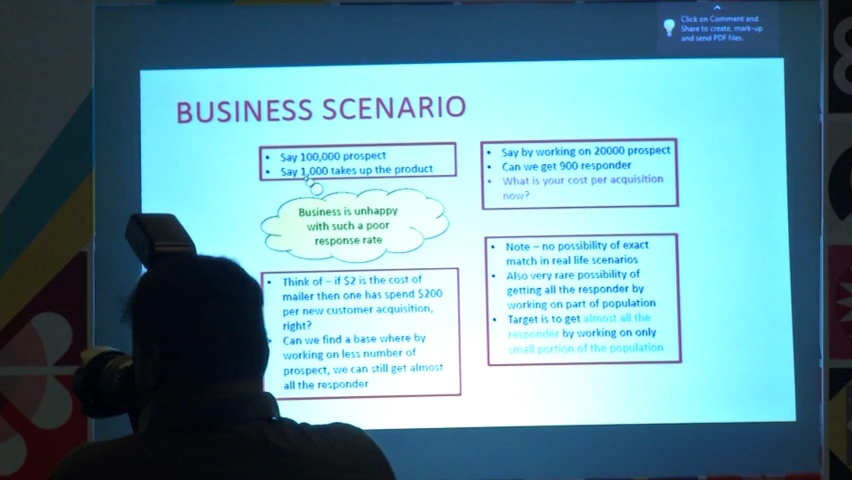 Click on Comment and
Share to create, mark-up
and send PDF files.
BUSINESS SCENARIO
• Say 100,000 prospect
• Say 1,000 takes up the product
Business is unhappy
with such a poor
response rate
• Think of – if $2 is the cost of
mailer then one has spend $200
per new customer acquisition,
right?
• Can we find a base where by
working on less number of
prospect, we can still get almost
all the responder
• Say by working on 20000 prospect
• Can we get 900 responder
• What is your cost per acquisition
now?
• Note – no possibility of exact
match in real life scenarios
• Also very rare possibility of
getting all the responder by
working on part of population
• Target is to get almost all the
responder by working on only
small portion of the population